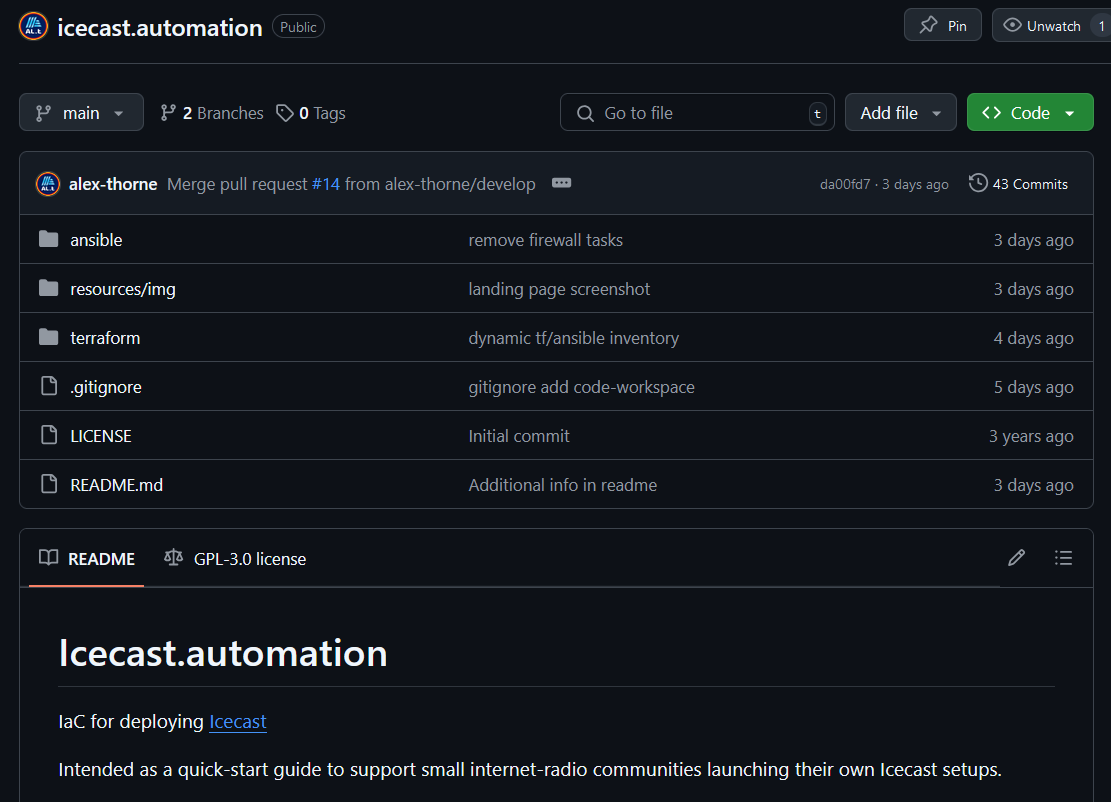 icecast.automation Public Pin Unwatch 1
main 2 Branches 0 Tags Go to file t Add file Code
alex-thorne Merge pull request #14 from alex-thorne/develop da00fd7 · 3 days ago 43 Commits
ansible remove firewall tasks 3 days ago
resources/img landing page screenshot 3 days ago
terraform dynamic tf/ansible inventory 4 days ago
.gitignore gitignore add code-workspace 5 days ago
LICENSE Initial commit 3 years ago
README.md Additional info in readme 3 days ago
README GPL-3.0 license
Icecast.automation
IaC for deploying Icecast
Intended as a quick-start guide to support small internet-radio communities launching their own Icecast setups.